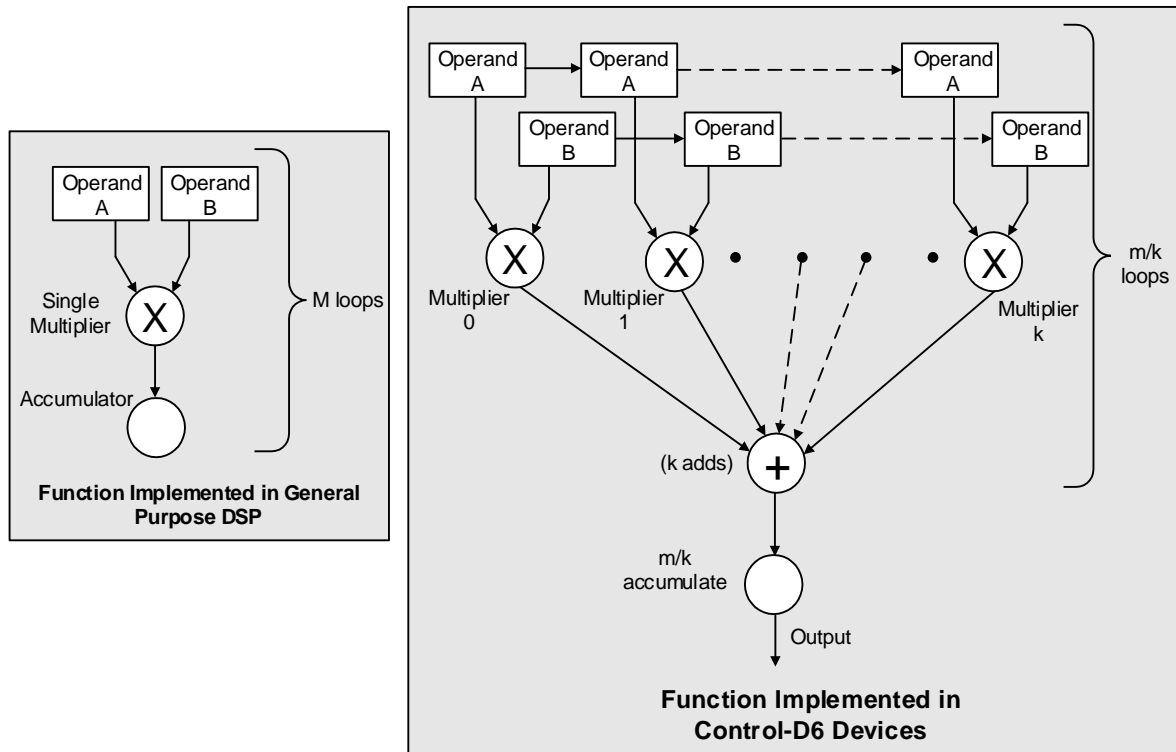 Operand
A
Operand
B
Single
Multiplier
X
Accumulator
M loops
Function Implemented in General
Purpose DSP
Operand
A
Operand
A
Operand
A
Operand
B
Operand
B
Operand
B
X
X
X
Multiplier
0
Multiplier
1
Multiplier
k
m/k
loops
(k adds)
+
m/k
accumulate
Output
Function Implemented in
Control-D6 Devices